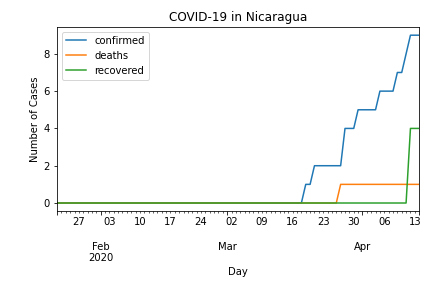 COVID-19 in Nicaragua
confirmed
deaths
recovered
Number of Cases
8
6
4
2
0
27 03 10 17 24 02 09 16 23 30 06 13
Feb Mar Apr
2020
Day